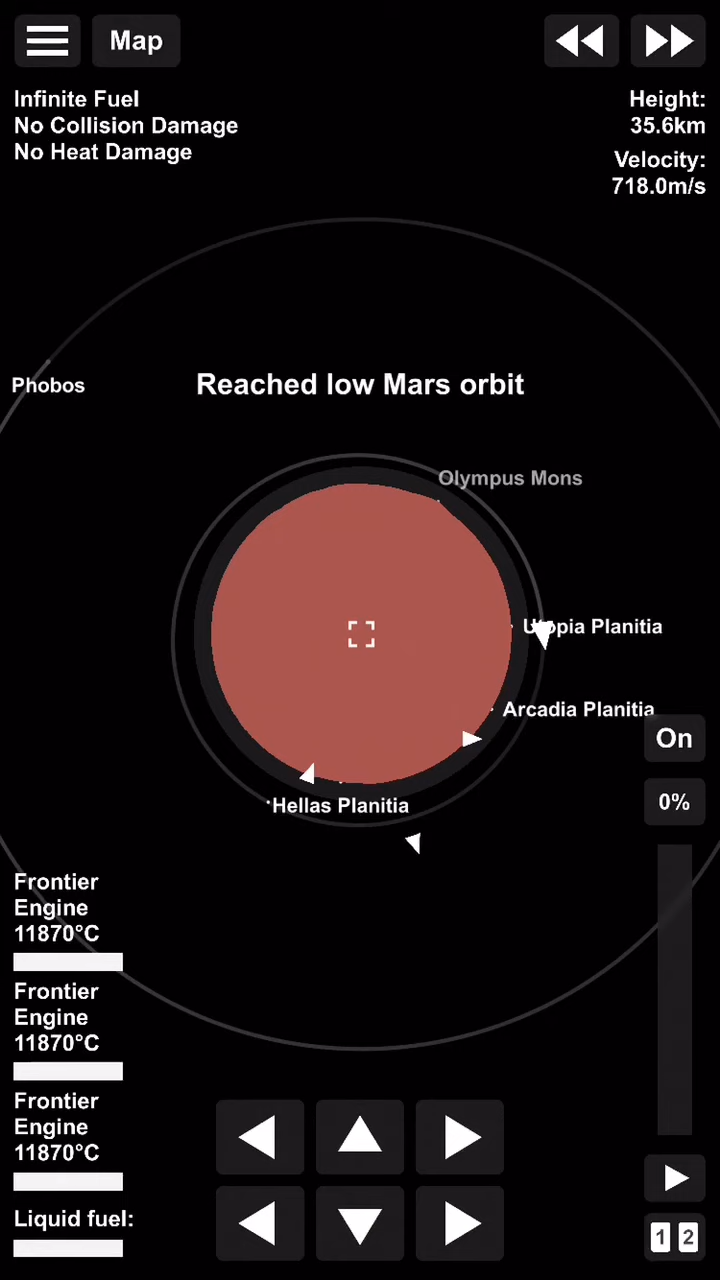 Map
Infinite Fuel
No Collision Damage
No Heat Damage
Height:
35.6km
Velocity:
718.0m/s
Phobos
Reached low Mars orbit
Olympus Mons
Utopia Planitia
Arcadia Planitia
On
Hellas Planitia
0%
Frontier
Engine
11870°C
Frontier
Engine
11870°C
Frontier
Engine
11870°C
Liquid fuel:
1 2